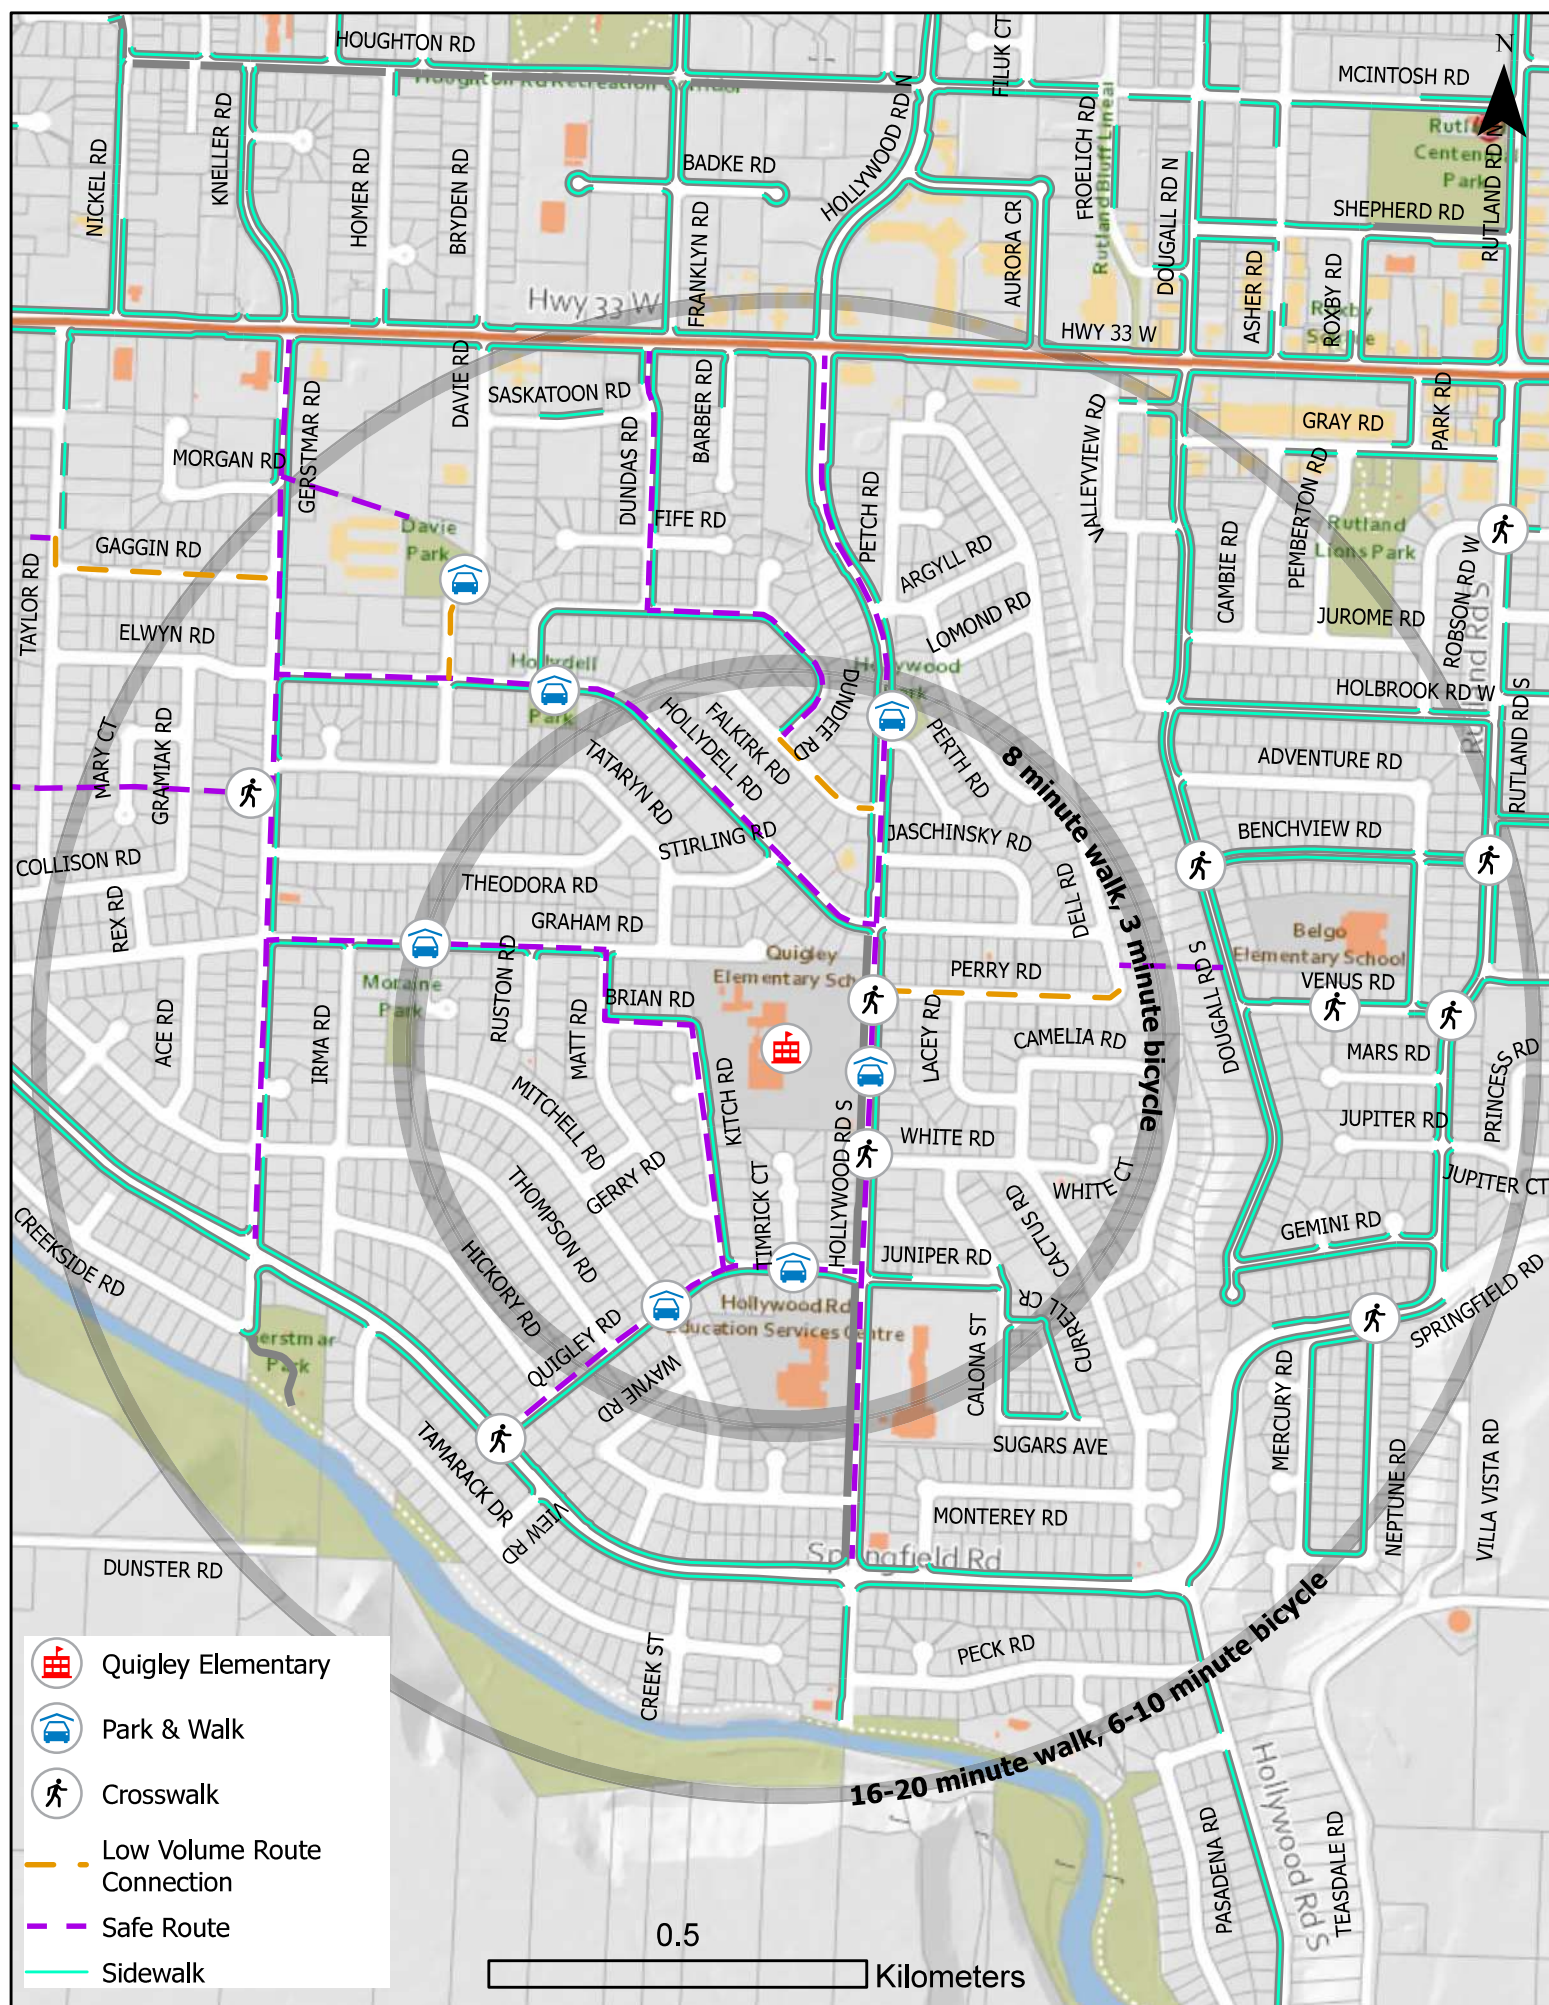 HOUGHTON RD
Houghton Rd Recreation Corridor
FILUK CT
N
MCINTOSH RD
NICKEL RD
KNELLER RD
HOMER RD
BRYDEN RD
BADKE RD
FRANKLYN RD
HOLLYWOOD RD N
AURORA CR
FROELICH RD
Rutland Bluff Linear
DOUGALL RD N
ASHER RD
SHEPHERD RD
ROXBY RD
RUTLAND RD N
Centennial
Park
Roxby
Square
Hwy 33 W
HWY 33 W
DAVIE RD
SASKATOON RD
BARBER RD
DUNDAS RD
GERSTMAR RD
MORGAN RD
FIFE RD
PETCH RD
VALLEYVIEW RD
GRAY RD
PARK RD
PEMBERTON RD
CAMBIE RD
Rutland
Lions Park
ROBSON RD W
Rutland Rd S
Davie
Park
GAGGIN RD
TAYLOR RD
ELWYN RD
ARGYLL RD
LOMOND RD
JUROME RD
HOLBROOK RD W
RUTLAND RD S
Hollydell
Park
Hollywood
Park
DUNDEE RD
FALKIRK RD
HOLLYDELL RD
TATARYN RD
STIRLING RD
PERTH RD
JASCHINSKY RD
DELL RD
8 minute walk, 3 minute bicycle
ADVENTURE RD
BENCHVIEW RD
MARY CT
GRAMIAK RD
COLLISON RD
REX RD
THEODORA RD
GRAHAM RD
RUSTON RD
Moraine
Park
BRIAN RD
MATT RD
Quigley
Elementary School
PERRY RD
LACEY RD
CAMELIA RD
DOUGALL RD S
Belgo
Elementary School
VENUS RD
MARS RD
PRINCESS RD
JUPITER RD
JUPITER CT
ACE RD
IRMA RD
MITCHELL RD
KITCH RD
GERRY RD
THOMPSON RD
HICKORY RD
TIMRICK CT
HOLLYWOOD RD S
WHITE RD
WHITE CT
CACTUS RD
JUNIPER RD
CURRELL CR
CALONA ST
SUGARS AVE
GEMINI RD
SPRINGFIELD RD
CREEKSIDE RD
Gerstmar
Park
QUIGLEY RD
WAYNE RD
Hollywood Rd
Education Services Centre
MERCURY RD
NEPTUNE RD
VILLA VISTA RD
TAMARACK DR
VIEW RD
MONTEREY RD
Springfield Rd
DUNSTER RD
CREEK ST
PECK RD
16-20 minute walk, 6-10 minute bicycle
Hollywood Rd S
PASADENA RD
TEASDALE RD
Quigley Elementary
Park & Walk
Crosswalk
Low Volume Route
Connection
Safe Route
Sidewalk
0.5
Kilometers